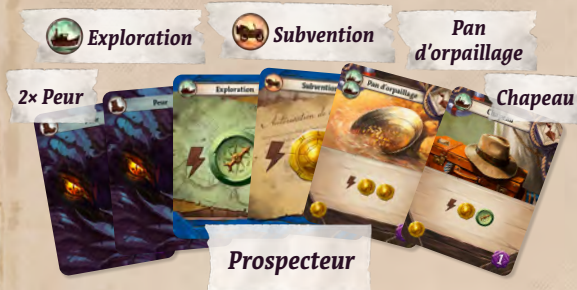 Exploration
Subvention
Pan
d'orpaillage
2× Peur
Chapeau
Peur
Exploration
Subvention
Pan d'orpaillage
1
Prospecteur